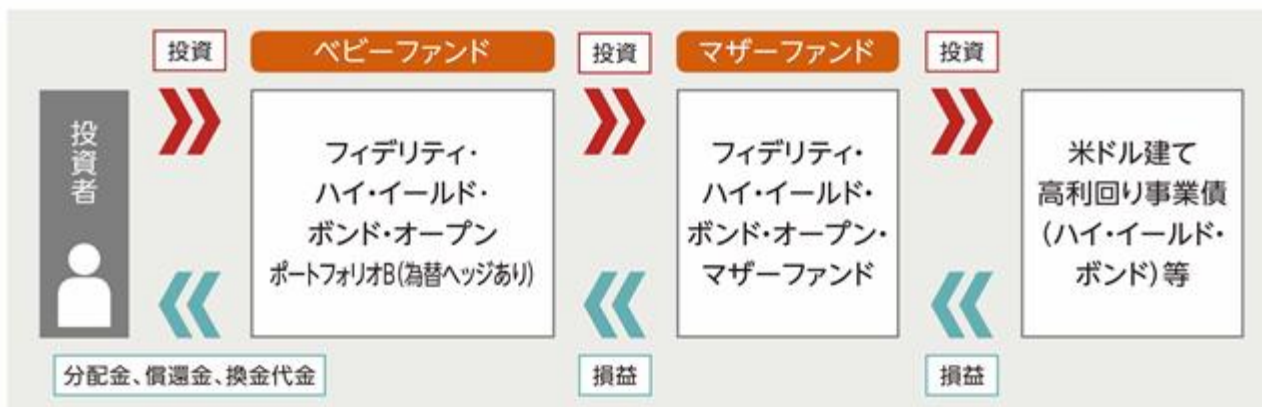 投資
ベビーファンド
投資
マザーファンド
投資
投資者
フィデリティ・
ハイ・イールド・
ボンド・オープン
ポートフォリオB(為替ヘッジあり)
フィデリティ・
ハイ・イールド・
ボンド・オープン・
マザーファンド
米ドル建て
高利回り事業債
(ハイ・イールド・
ボンド)等
分配金、償還金、換金代金
損益
損益